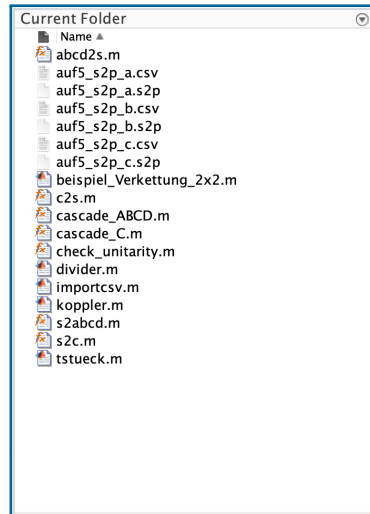 Current Folder
Name
abcd2s.m
auf5_s2p_a.csv
auf5_s2p_a.s2p
auf5_s2p_b.csv
auf5_s2p_b.s2p
auf5_s2p_c.csv
auf5_s2p_c.s2p
beispiel_Verkettung_2x2.m
c2s.m
cascade_ABCD.m
cascade_C.m
check_unitarity.m
divider.m
importcsv.m
koppler.m
s2abcd.m
s2c.m
tstueck.m